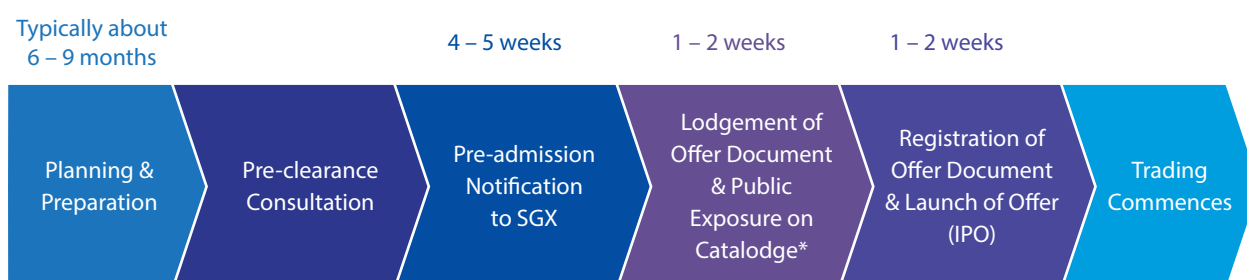 Typically about
6 – 9 months
4 – 5 weeks
1 – 2 weeks
1 – 2 weeks
Planning &
Preparation
Pre-clearance
Consultation
Pre-admission
Notification
to SGX
Lodgement of
Offer Document
& Public
Exposure on
Catalodge*
Registration of
Offer Document
& Launch of Offer
(IPO)
Trading
Commences